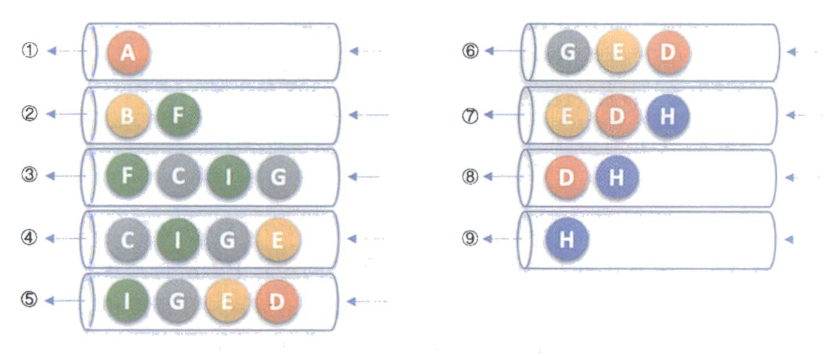 ① A
② B F
③ F C I G
④ C I G E
⑤ I G E D
⑥ G E D
⑦ E D H
⑧ D H
⑨ H